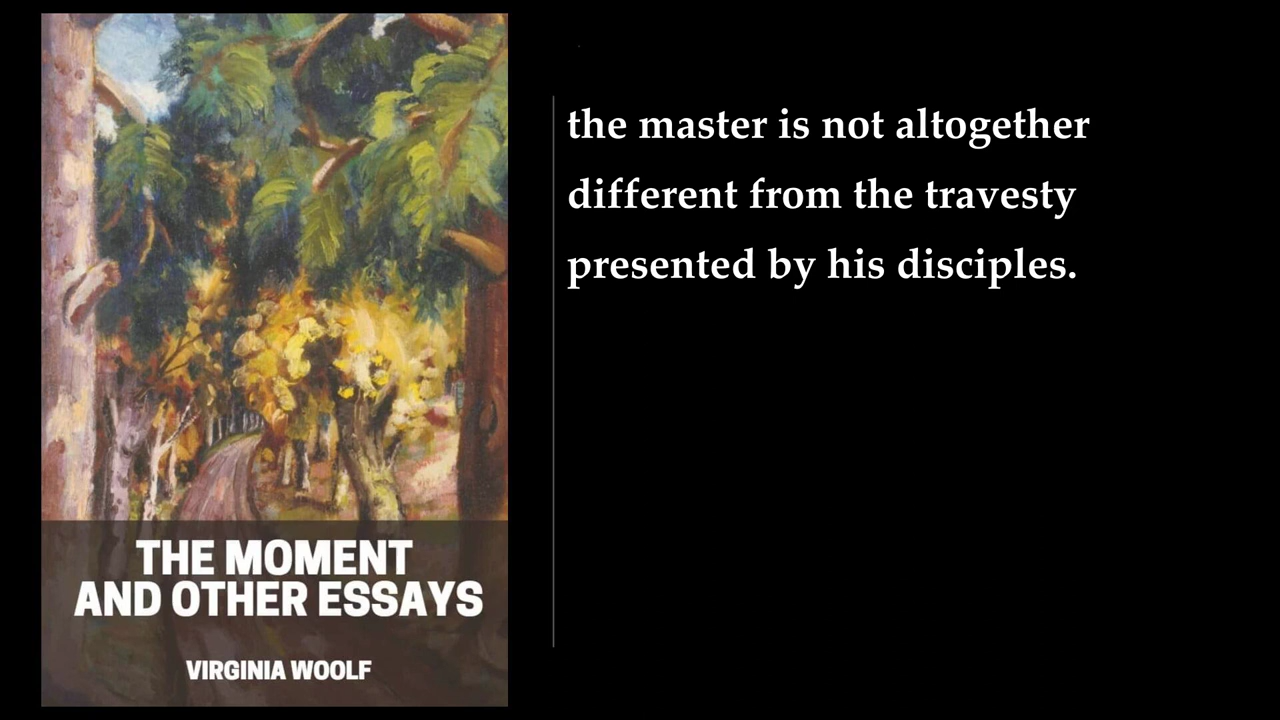 THE MOMENT
AND OTHER ESSAYS
VIRGINIA WOOLF
the master is not altogether
different from the travesty
presented by his disciples.